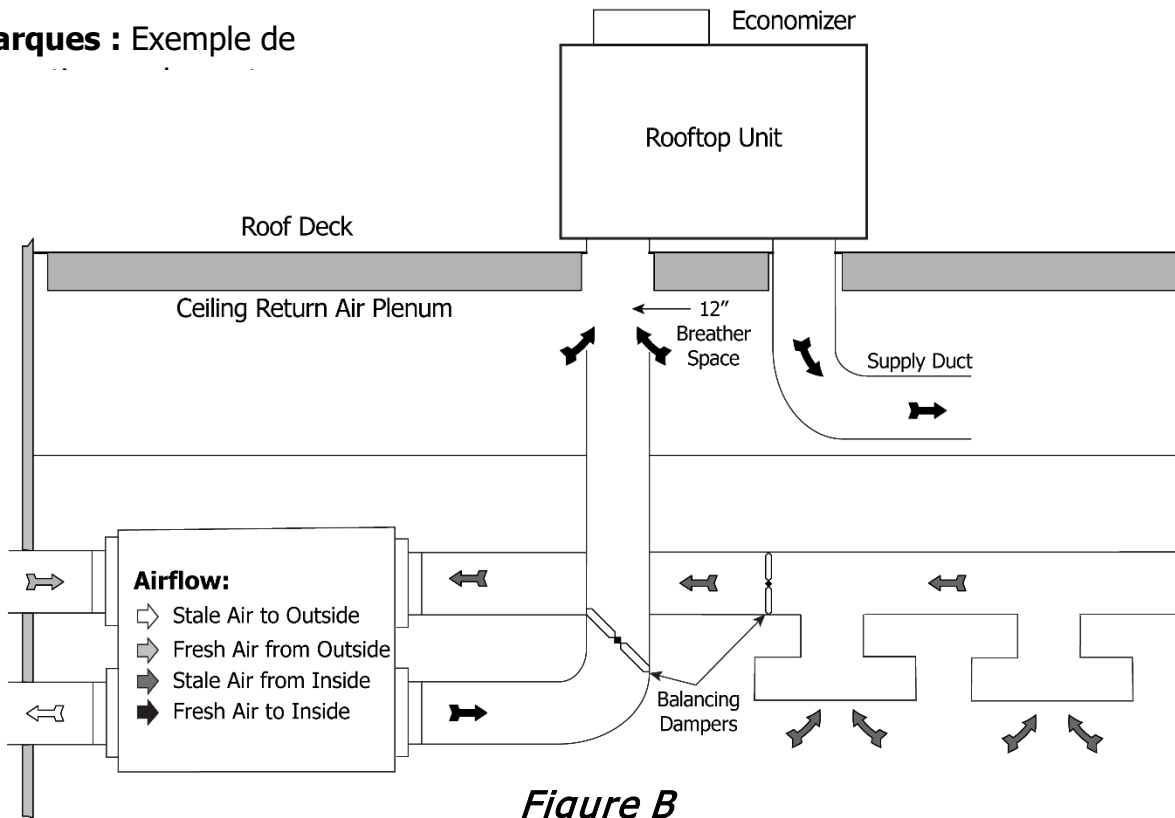 arques : Exemple de
Economizer
Rooftop Unit
Roof Deck
Ceiling Return Air Plenum
12"
Breather
Space
Supply Duct
Airflow:
Stale Air to Outside
Fresh Air from Outside
Stale Air from Inside
Fresh Air to Inside
Balancing
Dampers
Figure B